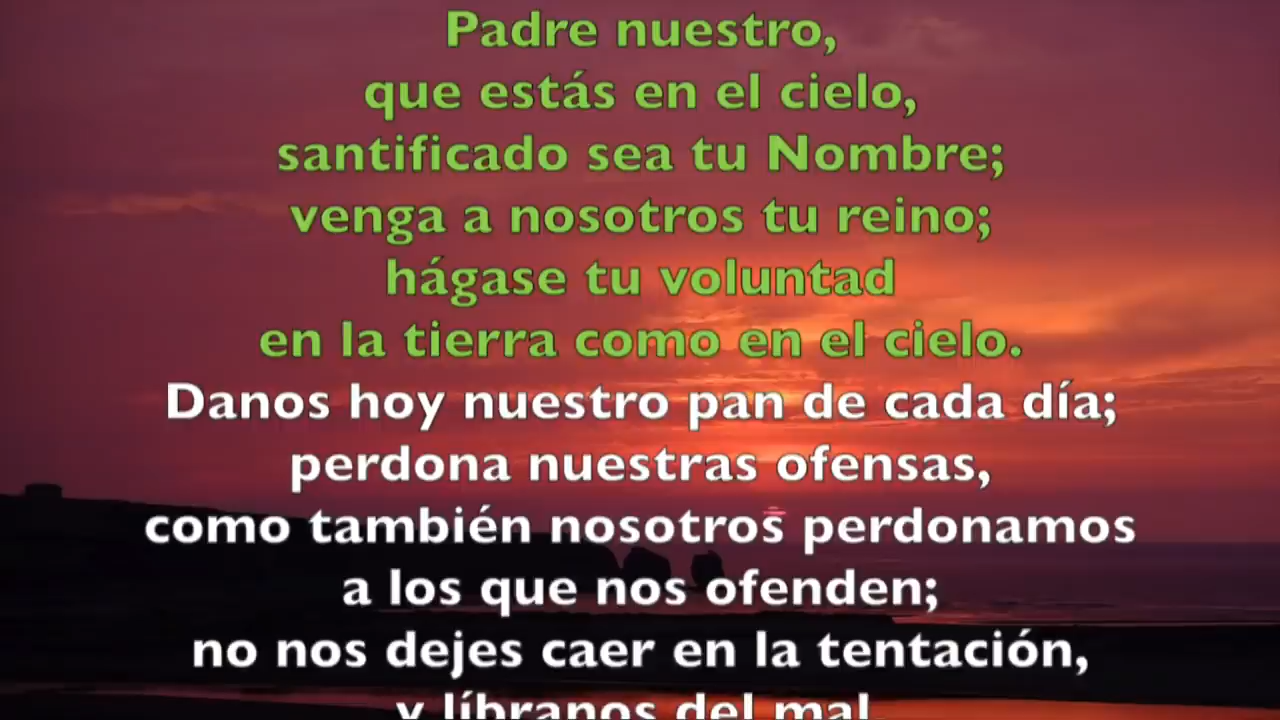 Padre nuestro,
que estás en el cielo,
santificado sea tu Nombre;
venga a nosotros tu reino;
hágase tu voluntad
en la tierra como en el cielo.
Danos hoy nuestro pan de cada día;
perdona nuestras ofensas,
como también nosotros perdonamos
a los que nos ofenden;
no nos dejes caer en la tentación,
y líbranos del mal.